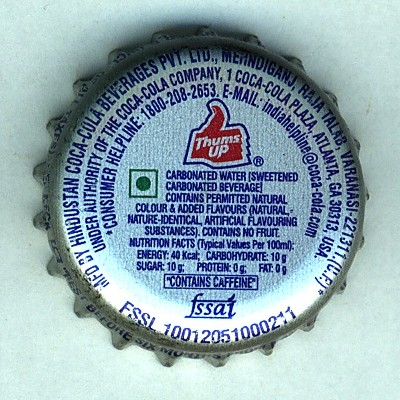 MFD BY HINDUSTAN COCA-COLA BEVERAGES PVT. LTD., MEHNDIGANJ RAJA TALAB, VARANASI-221311, (U.P.)*
UNDER AUTHORITY OF THE COCA-COLA COMPANY, 1 COCA-COLA PLAZA, ATLANTA, GA 30313, USA.
* CONSUMER HELPLINE: 1800-208-2653. E-MAIL. indiahelpline@coca-cola.com
Thums
UP
®
CARBONATED WATER [SWEETENED
CARBONATED BEVERAGE]
CONTAINS PERMITTED NATURAL
COLOUR & ADDED FLAVOURS (NATURAL,
NATURE-IDENTICAL, ARTIFICIAL FLAVOURING
SUBSTANCES). CONTAINS NO FRUIT.
NUTRITION FACTS (Typical Values Per 100ml):
ENERGY: 40 Kcal; CARBOHYDRATE: 10 g
SUGAR: 10 g; PROTEIN: 0 g; FAT: 0 g
"CONTAINS CAFFEINE"
fssai
FSSL 10012051000211